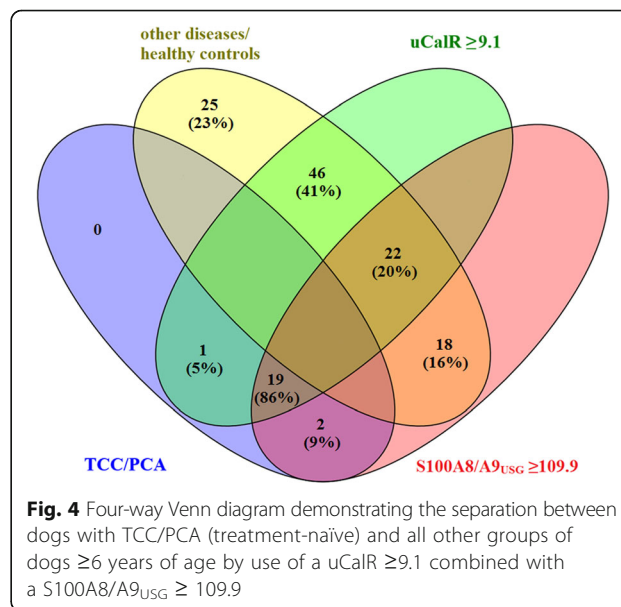 other diseases/
healthy controls
uCalR ≥9.1
25
(23%)
46
(41%)
0
22
(20%)
1
(5%)
18
(16%)
19
(86%)
2
(9%)
TCC/PCA
S100A8/A9USG ≥109.9
Fig. 4 Four-way Venn diagram demonstrating the separation between
dogs with TCC/PCA (treatment-naïve) and all other groups of
dogs ≥6 years of age by use of a uCalR ≥9.1 combined with
a S100A8/A9USG ≥ 109.9